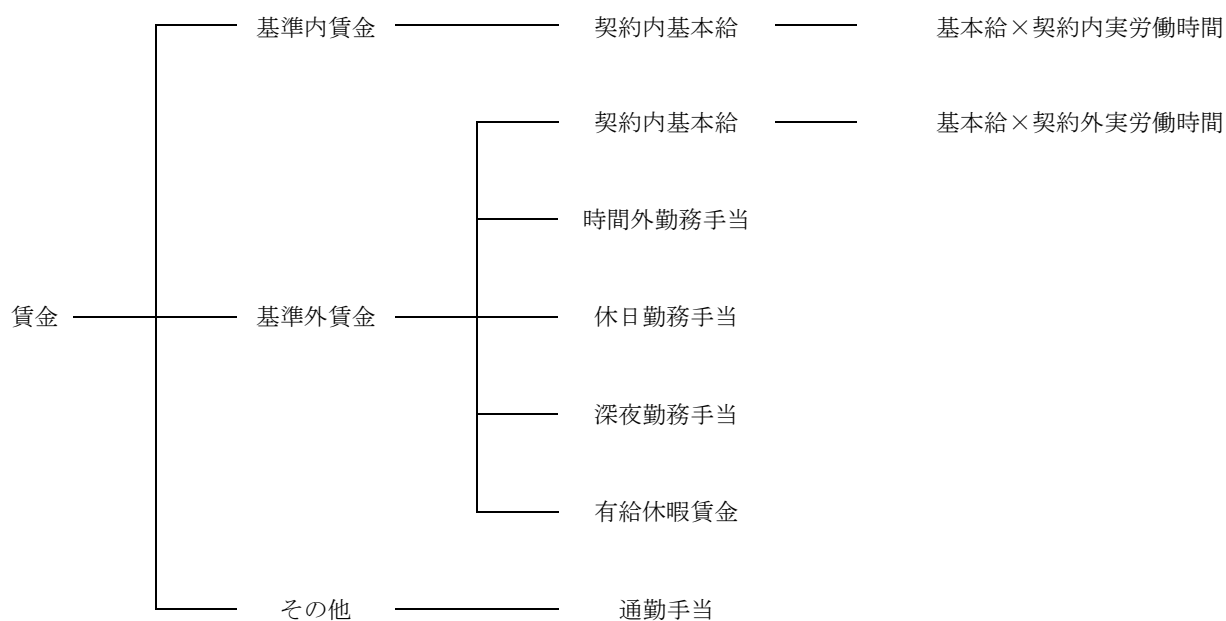 基準内賃金 契約内基本給 基本給×契約内実労働時間
契約内基本給 基本給×契約外実労働時間
時間外勤務手当
賃金 基準外賃金 休日勤務手当
深夜勤務手当
有給休暇賃金
その他 通勤手当